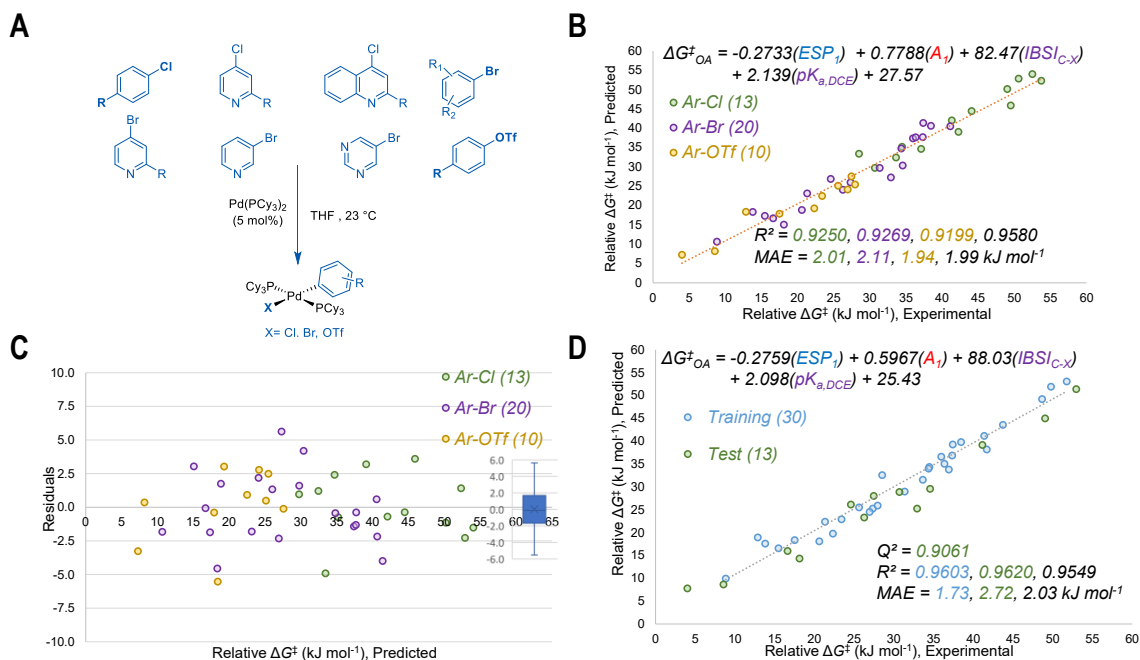 A
Cl
R
Cl
N
R
Cl
N
R
R1
Br
R2
Br
N
R
Br
N
N
Br
N
OTf
R
Pd(PCy3)2
(5 mol%)
THF , 23 °C
Cy3P
Pd
R
X
PCy3
X= Cl. Br, OTf
B
ΔG‡OA = -0.2733(ESP1) + 0.7788(A1) + 82.47(IBSIC-X)
+ 2.139(pKa,DCE) + 27.57
Ar-Cl (13)
Ar-Br (20)
Ar-OTf (10)
R² = 0.9250, 0.9269, 0.9199, 0.9580
MAE = 2.01, 2.11, 1.94, 1.99 kJ mol-1
Relative ΔG‡ (kJ mol-1), Predicted
60
55
50
45
40
35
30
25
20
15
10
5
0
0 5 10 15 20 25 30 35 40 45 50 55 60
Relative ΔG‡ (kJ mol-1), Experimental
C
10.0
7.5
5.0
2.5
0.0
-2.5
-5.0
-7.5
-10.0
Residuals
0 5 10 15 20 25 30 35 40 45 50 55 60 65
Ar-Cl (13)
Ar-Br (20)
Ar-OTf (10)
6.0
4.0
2.0
0.0
-2.0
-4.0
-6.0
Relative ΔG‡ (kJ mol-1), Predicted
D
ΔG‡OA = -0.2759(ESP1) + 0.5967(A1) + 88.03(IBSIC-X)
+ 2.098(pKa,DCE) + 25.43
Training (30)
Test (13)
Q² = 0.9061
R² = 0.9603, 0.9620, 0.9549
MAE = 1.73, 2.72, 2.03 kJ mol-1
Relative ΔG‡ (kJ mol-1), Predicted
60
55
50
45
40
35
30
25
20
15
10
5
0
0 5 10 15 20 25 30 35 40 45 50 55 60
Relative ΔG‡ (kJ mol-1), Experimental